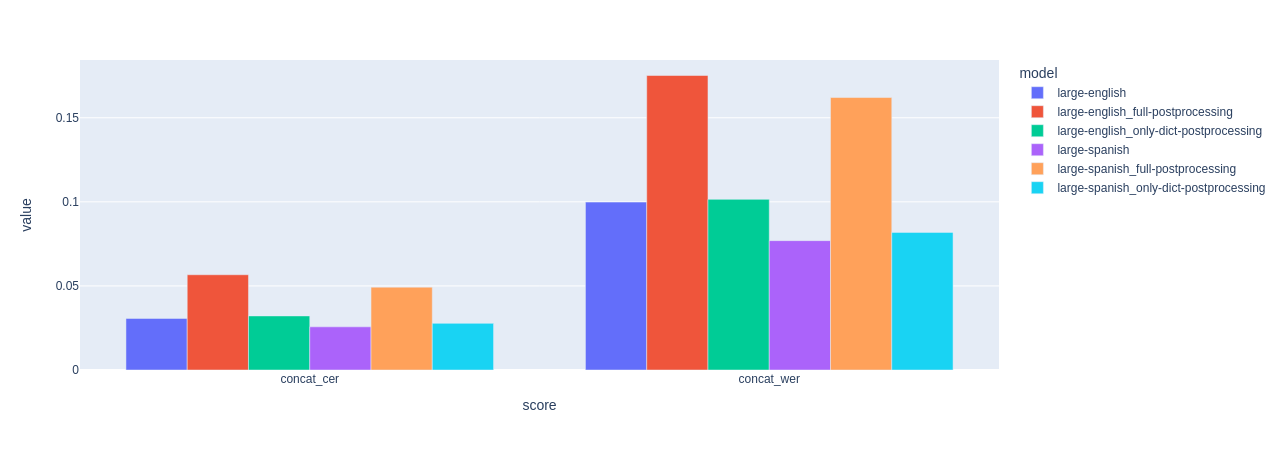 model
large-english
large-english_full-postprocessing
large-english_only-dict-postprocessing
large-spanish
large-spanish_full-postprocessing
large-spanish_only-dict-postprocessing
value
0.15
0.1
0.05
0
concat_cer
concat_wer
score